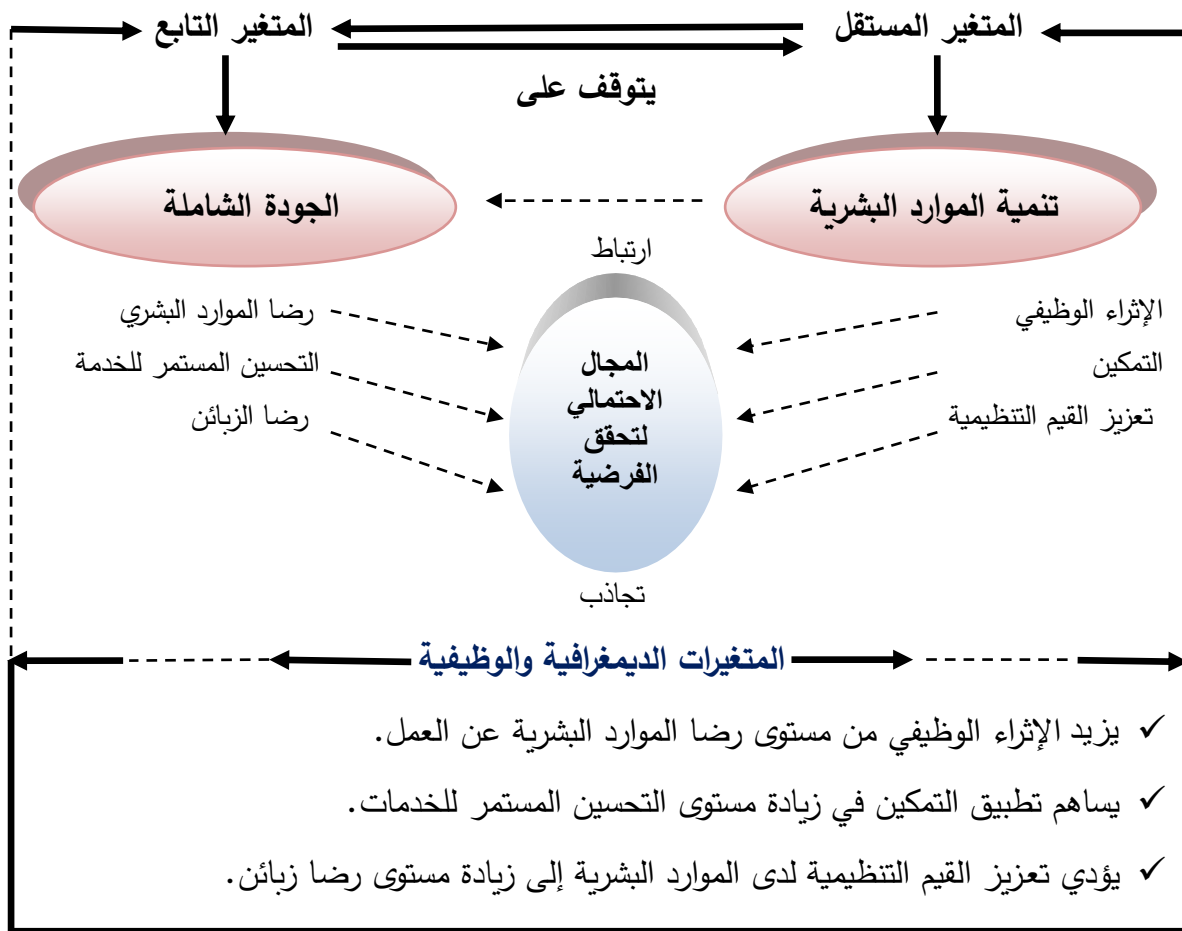 المتغير المستقل
المتغير التابع
يتوقف على
تنمية الموارد البشرية
الجودة الشاملة
ارتباط
الإثراء الوظيفي
التمكين
تعزيز القيم التنظيمية
المجال
الاحتمالي
لتحقق
الفرضية
رضا الموارد البشري
التحسين المستمر للخدمة
رضا الزبائن
تجاذب
المتغيرات الديمغرافية والوظيفية
✓ يزيد الإثراء الوظيفي من مستوى رضا الموارد البشرية عن العمل.
✓ يساهم تطبيق التمكين في زيادة مستوى التحسين المستمر للخدمات.
✓ يؤدي تعزيز القيم التنظيمية لدى الموارد البشرية إلى زيادة مستوى رضا زبائن.